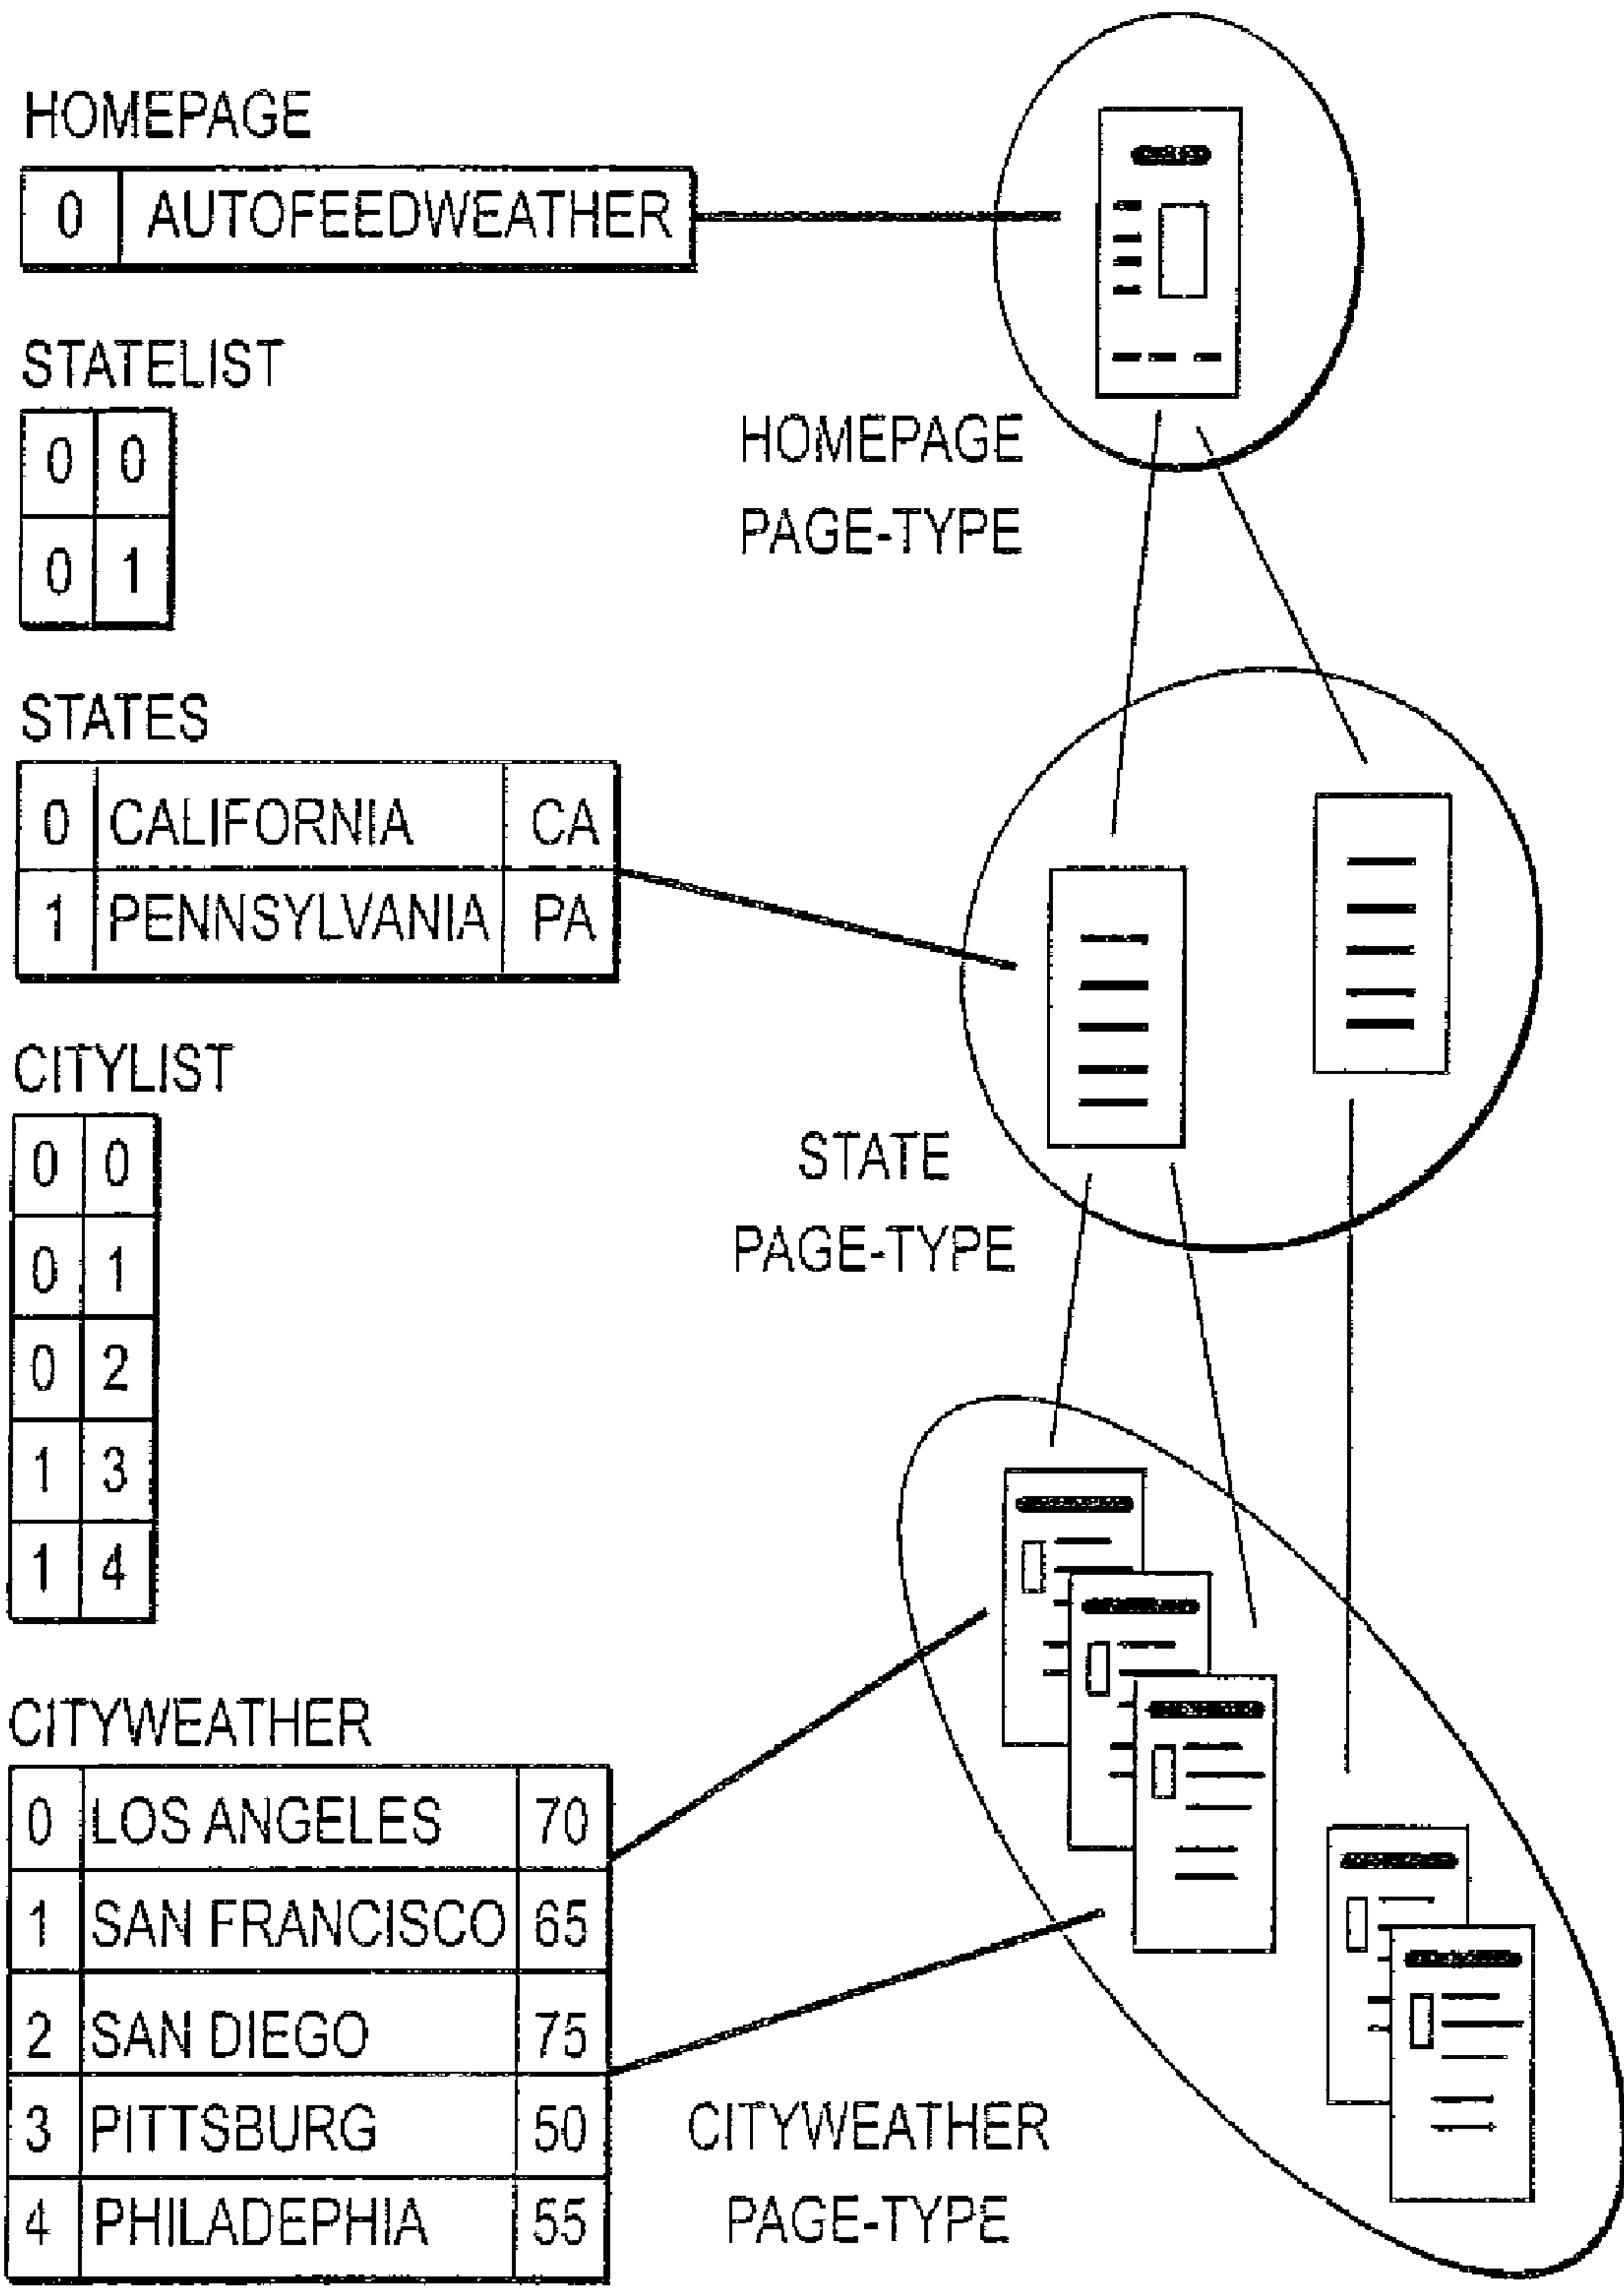 HOMEPAGE
0 AUTOFEEDWEATHER
STATELIST
0 0
0 1
HOMEPAGE
PAGE-TYPE
STATES
0 CALIFORNIA CA
1 PENNSYLVANIA PA
CITYLIST
0 0
0 1
0 2
1 3
1 4
STATE
PAGE-TYPE
CITYWEATHER
0 LOS ANGELES 70
1 SAN FRANCISCO 65
2 SAN DIEGO 75
3 PITTSBURG 50
4 PHILADEPHIA 55
CITYWEATHER
PAGE-TYPE